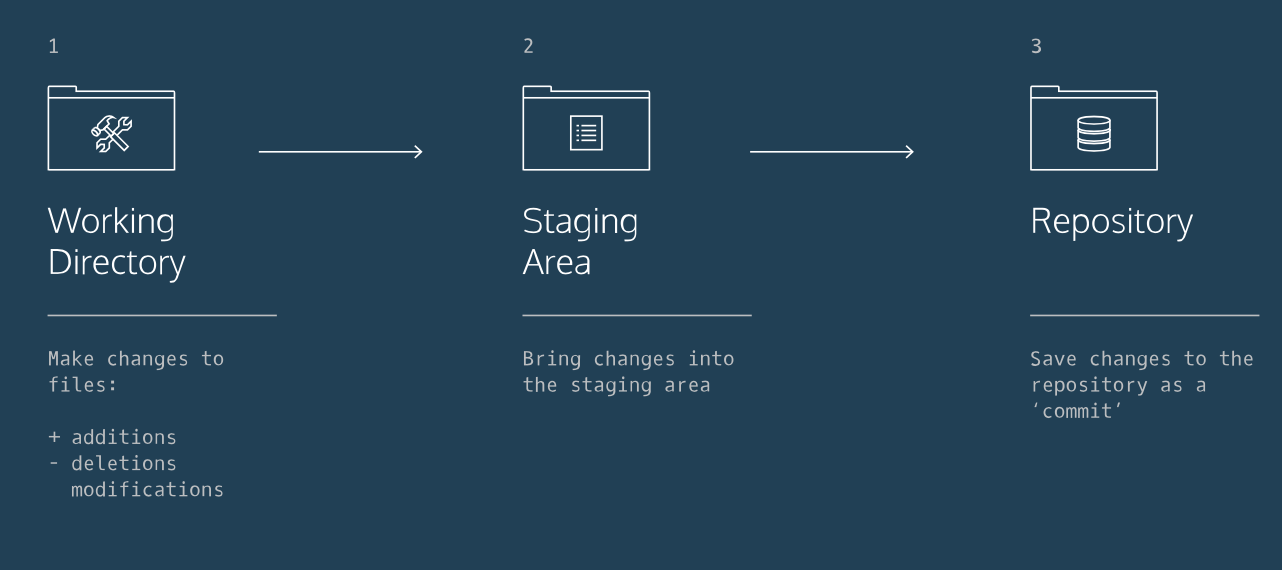 1
Working
Directory
Make changes to
files:
+ additions
- deletions
modifications
2
Staging
Area
Bring changes into
the staging area
3
Repository
Save changes to the
repository as a
‘commit’